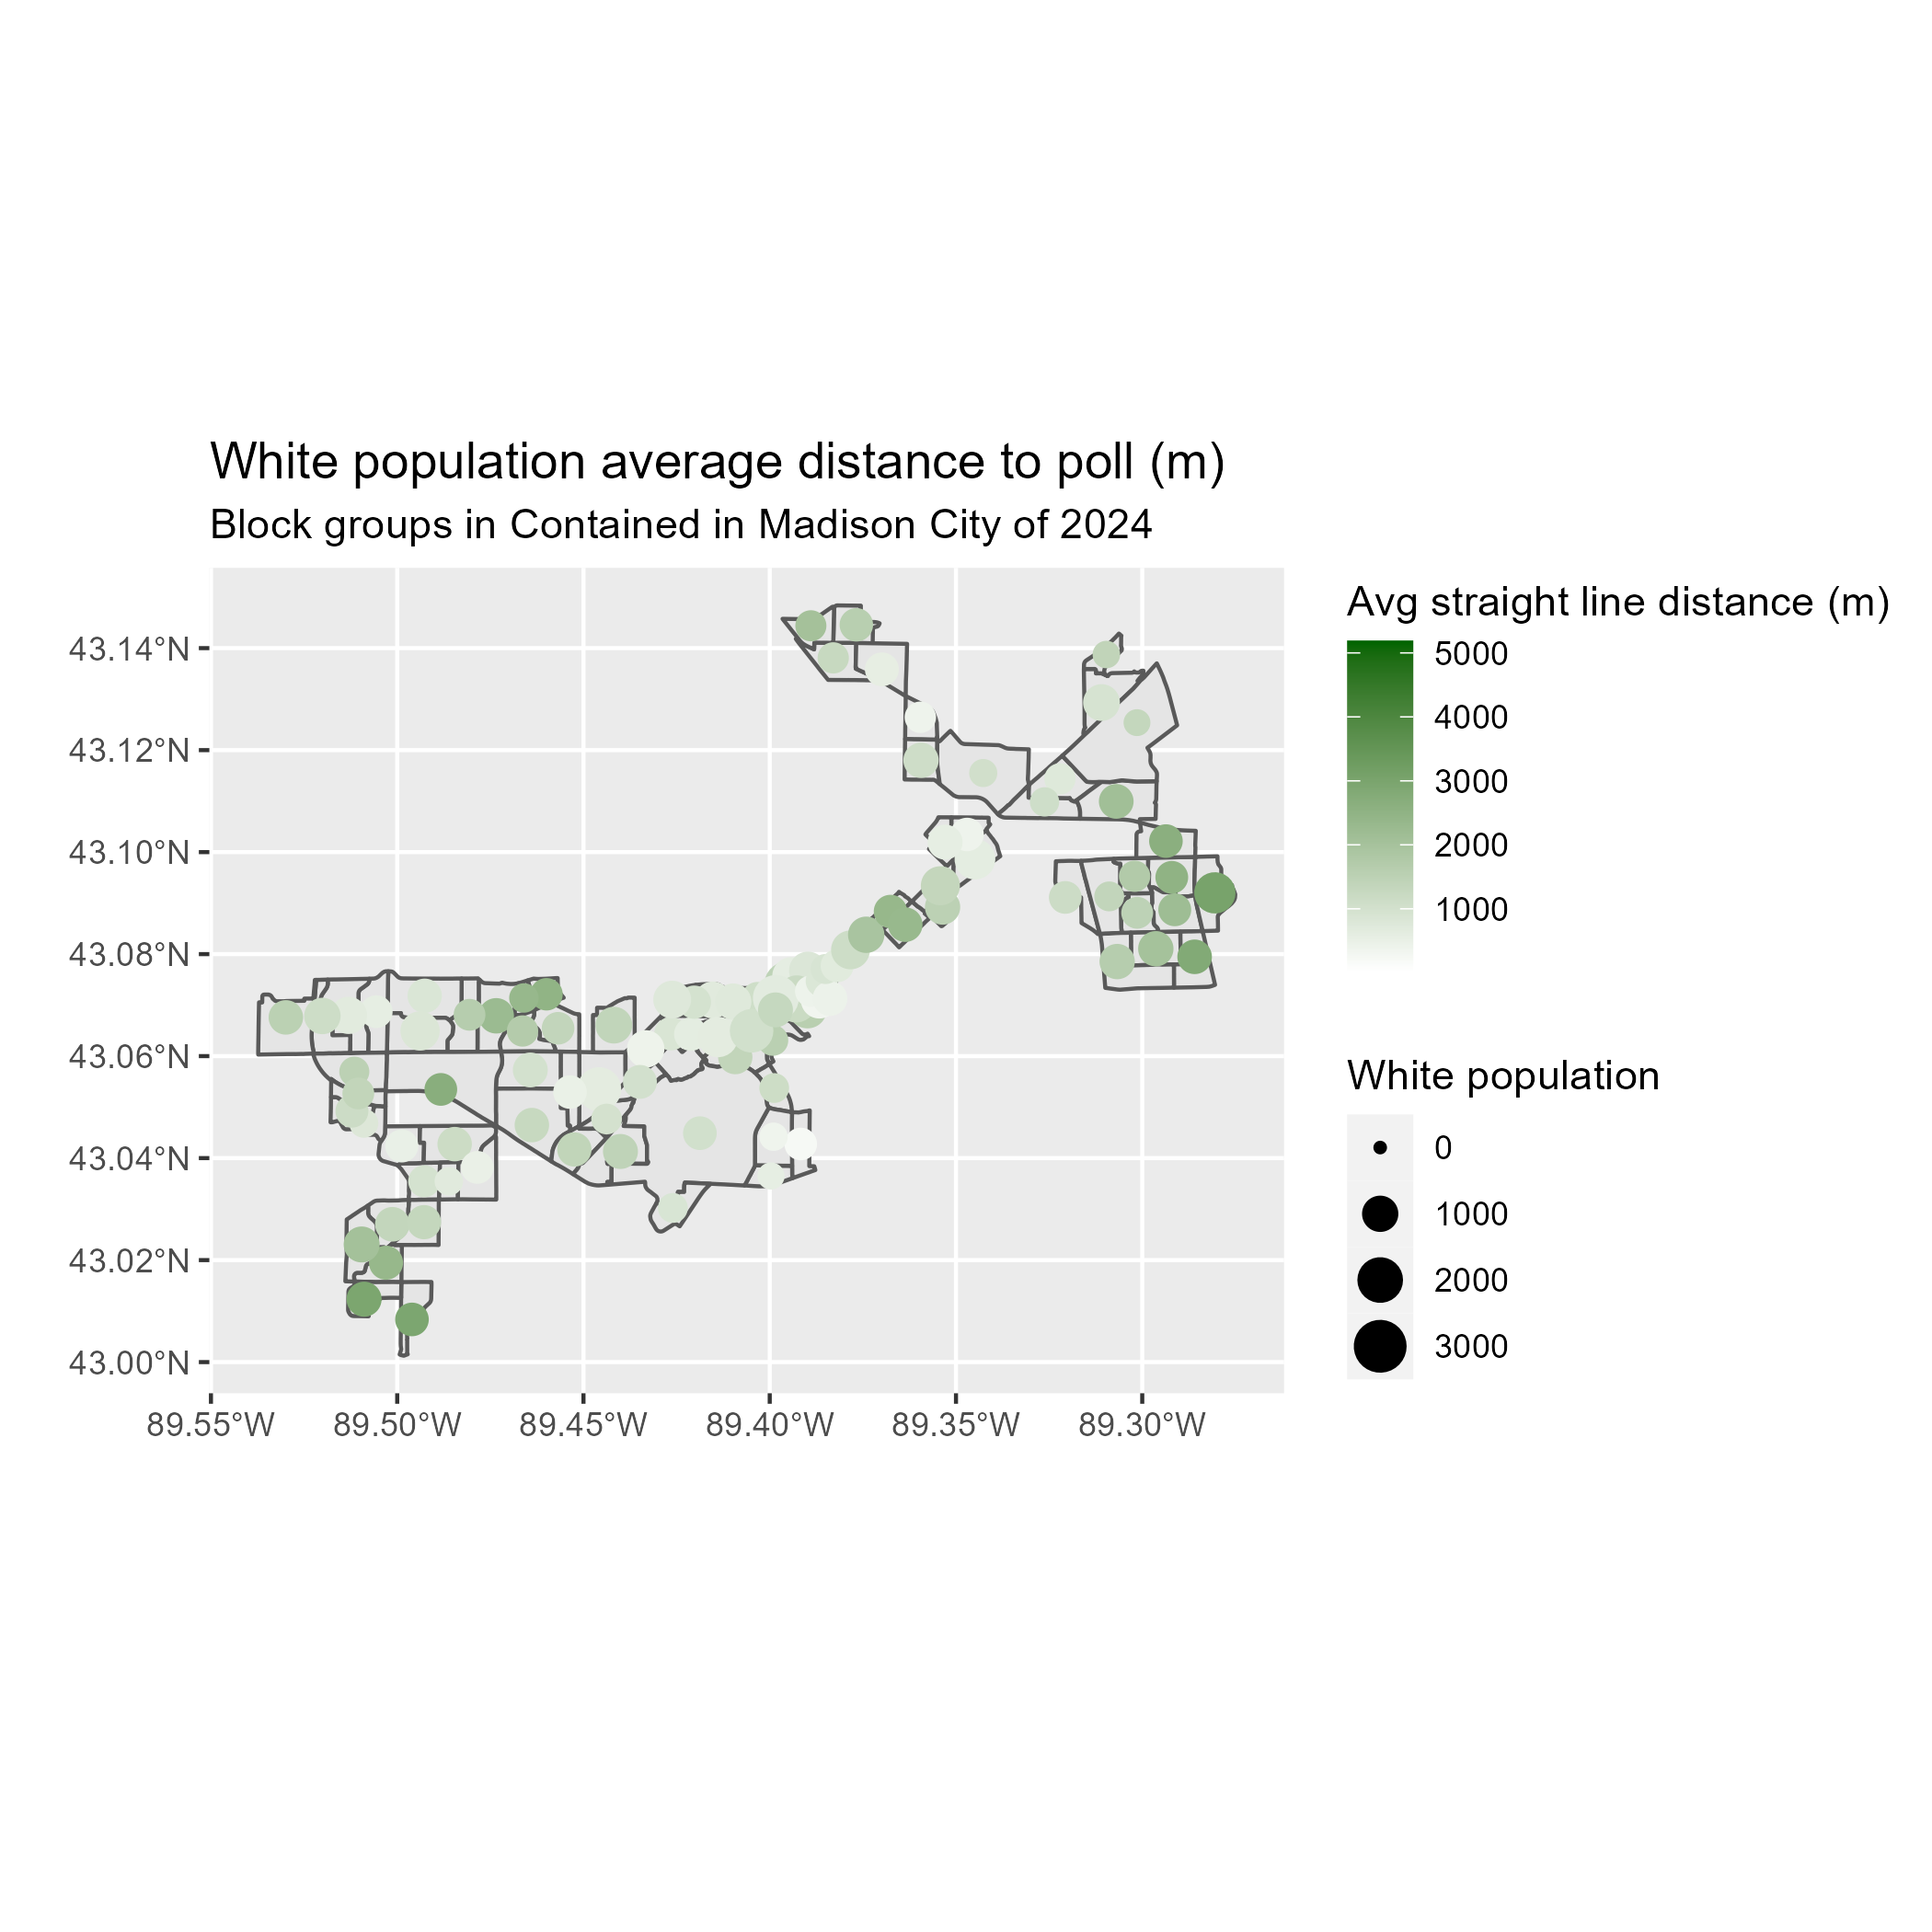 White population average distance to poll (m)
Block groups in Contained in Madison City of 2024
43.14°N
43.12°N
43.10°N
43.08°N
43.06°N
43.04°N
43.02°N
43.00°N
89.55°W
89.50°W
89.45°W
89.40°W
89.35°W
89.30°W
Avg straight line distance (m)
5000
4000
3000
2000
1000
White population
0
1000
2000
3000